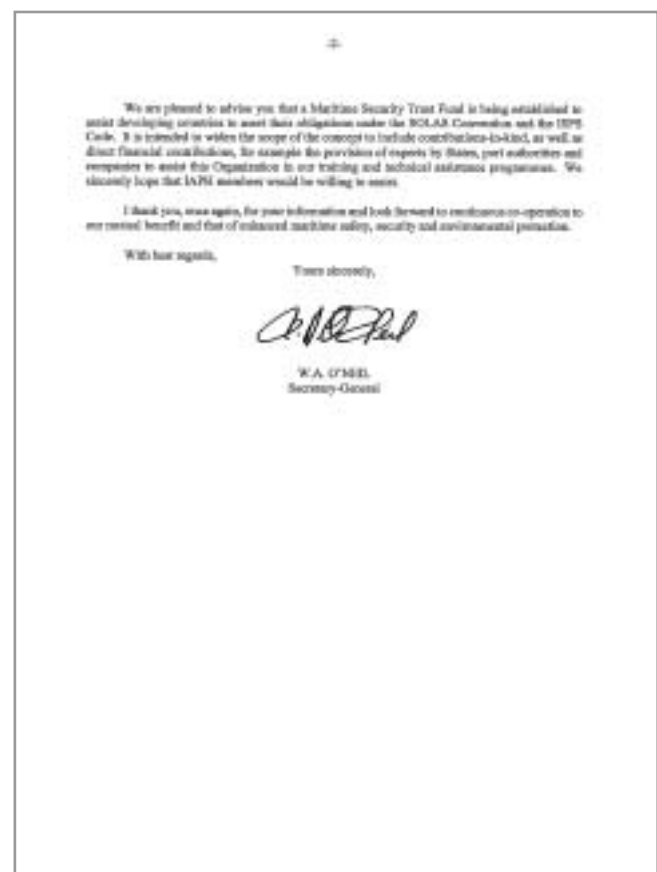 -2-
We are pleased to advise you that a Maritime Security Trust Fund is being established to
assist developing countries to meet their obligations under the SOLAS Convention and the ISPS
Code. It is intended to widen the scope of the concept to include contributions-in-kind, as well as
direct financial contributions, for example the provision of experts by States, port authorities and
companies to assist this Organization in our training and technical assistance programmes. We
sincerely hope that IAPH members would be willing to assist.
I thank you, once again, for your information and look forward to continuous co-operation to
our mutual benefit and that of enhanced maritime safety, security and environmental protection.
With best regards,
Yours sincerely,
W.A. O'NEIL
Secretary-General